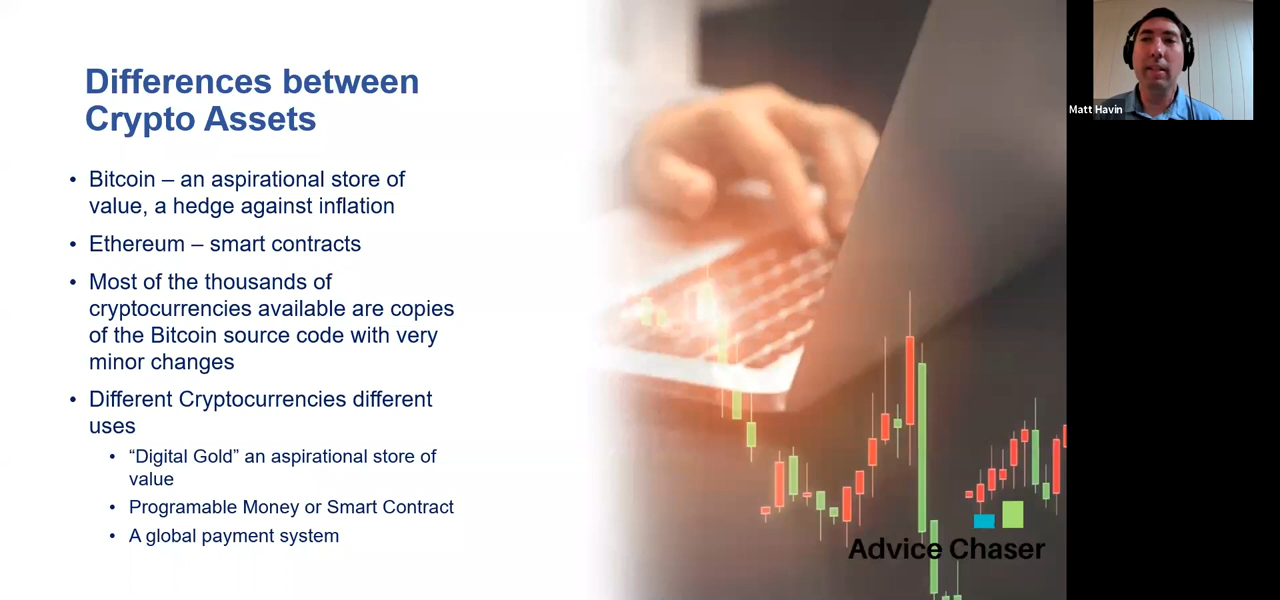 Differences between
Crypto Assets
• Bitcoin – an aspirational store of
value, a hedge against inflation
• Ethereum – smart contracts
• Most of the thousands of
cryptocurrencies available are copies
of the Bitcoin source code with very
minor changes
• Different Cryptocurrencies different
uses
• “Digital Gold” an aspirational store of
value
• Programable Money or Smart Contract
• A global payment system
Advice Chaser
Matt Havin